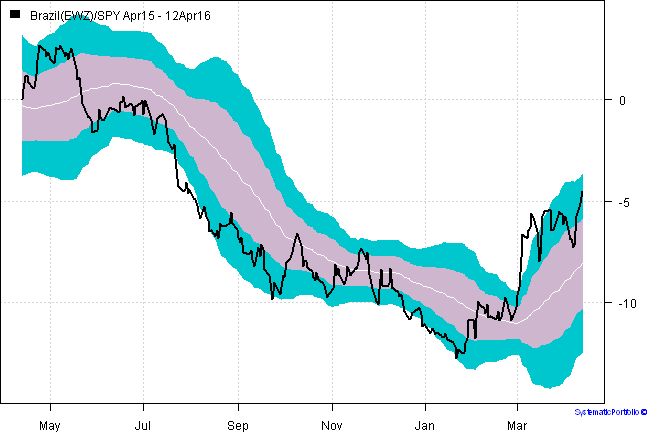 Brazil(EWZ)/SPY Apr15 - 12Apr16
0
-5
-10
May Jul Sep Nov Jan Mar
SystematicPortfolio ©